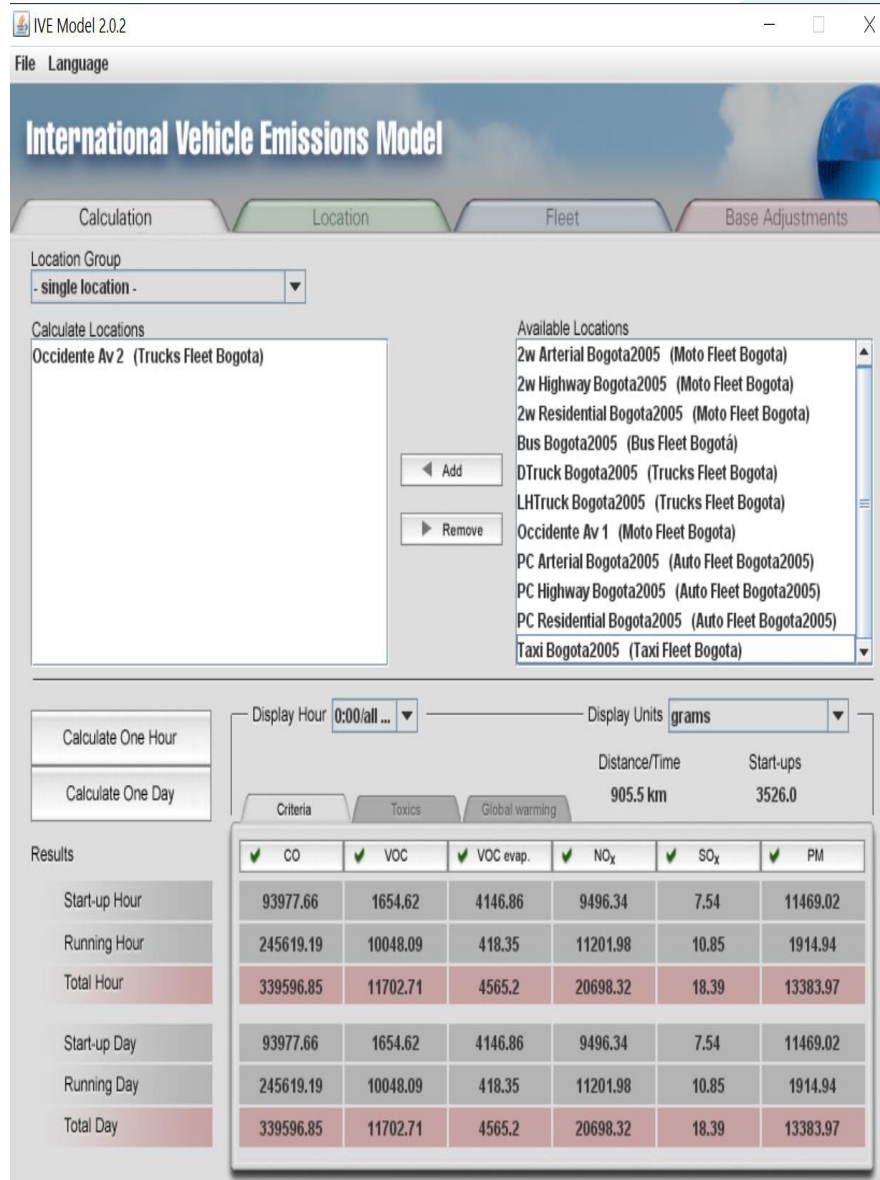 IVE Model 2.0.2
File Language
International Vehicle Emissions Model
Calculation Location Fleet Base Adjustments
Location Group
- single location -
Calculate Locations
Occidente Av 2 (Trucks Fleet Bogota)
Add
Remove
Available Locations
2w Arterial Bogota2005 (Moto Fleet Bogota)
2w Highway Bogota2005 (Moto Fleet Bogota)
2w Residential Bogota2005 (Moto Fleet Bogota)
Bus Bogota2005 (Bus Fleet Bogotá)
DTruck Bogota2005 (Trucks Fleet Bogota)
LHTruck Bogota2005 (Trucks Fleet Bogota)
Occidente Av 1 (Moto Fleet Bogota)
PC Arterial Bogota2005 (Auto Fleet Bogota2005)
PC Highway Bogota2005 (Auto Fleet Bogota2005)
PC Residential Bogota2005 (Auto Fleet Bogota2005)
Taxi Bogota2005 (Taxi Fleet Bogota)
Calculate One Hour
Calculate One Day
Display Hour 0:00/all ... Display Units grams
Distance/Time Start-ups
905.5 km 3526.0
Criteria Toxics Global warming
Results CO VOC VOC evap. NOx SOx PM
Start-up Hour 93977.66 1654.62 4146.86 9496.34 7.54 11469.02
Running Hour 245619.19 10048.09 418.35 11201.98 10.85 1914.94
Total Hour 339596.85 11702.71 4565.2 20698.32 18.39 13383.97
Start-up Day 93977.66 1654.62 4146.86 9496.34 7.54 11469.02
Running Day 245619.19 10048.09 418.35 11201.98 10.85 1914.94
Total Day 339596.85 11702.71 4565.2 20698.32 18.39 13383.97